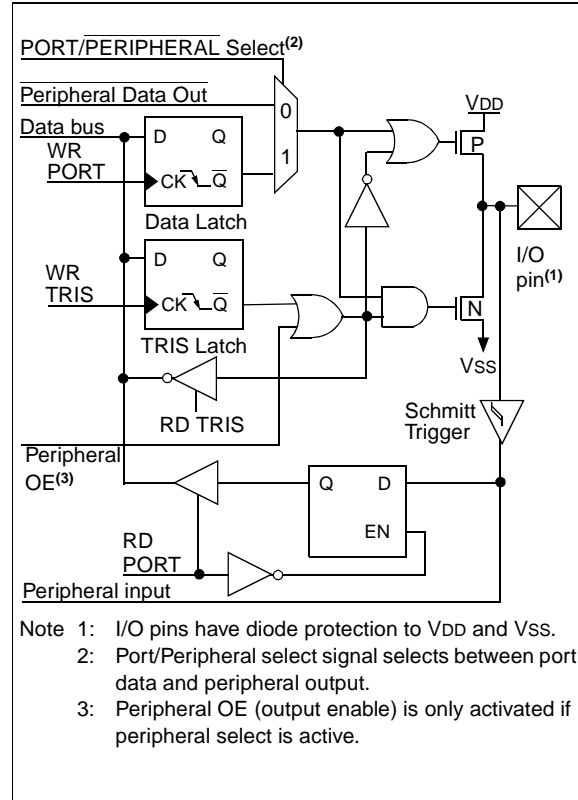 PORT/PERIPHERAL Select(2)
Peripheral Data Out
Data bus
WR
PORT
D Q
CK Q
Data Latch
0
1
VDD
P
I/O
pin(1)
WR
TRIS
D Q
CK Q
TRIS Latch
N
VSS
RD TRIS
Schmitt
Trigger
Peripheral
OE(3)
Q D
EN
RD
PORT
Peripheral input
Note 1: I/O pins have diode protection to VDD and VSS.
2: Port/Peripheral select signal selects between port
data and peripheral output.
3: Peripheral OE (output enable) is only activated if
peripheral select is active.